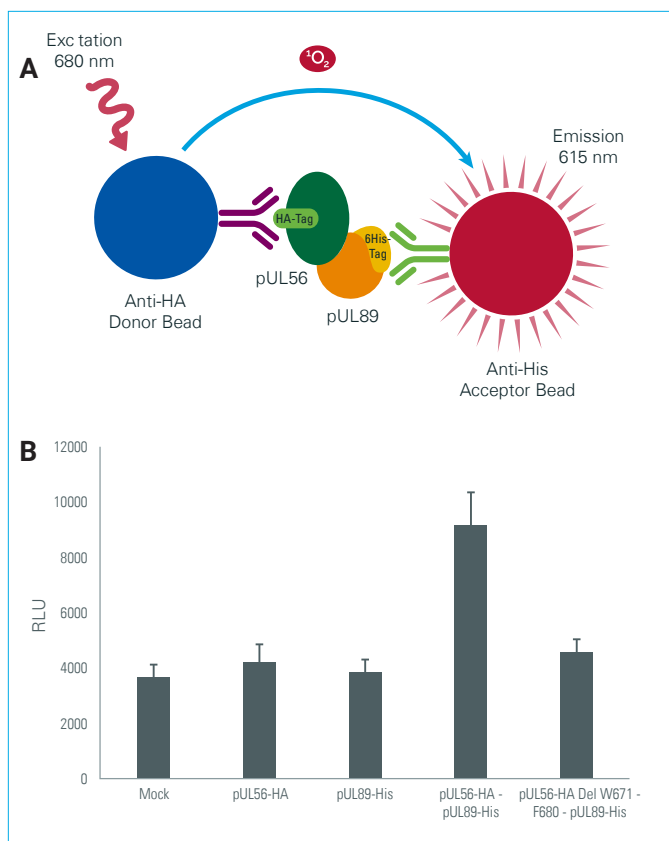 A
Exc tation
680 nm
¹O₂
Emission
615 nm
HA-Tag
6His-
Tag
pUL56
pUL89
Anti-HA
Donor Bead
Anti-His
Acceptor Bead
B
12000
10000
8000
6000
4000
2000
0
RLU
Mock
pUL56-HA
pUL89-His
pUL56-HA -
pUL89-His
pUL56-HA Del W671 -
F680 - pUL89-His